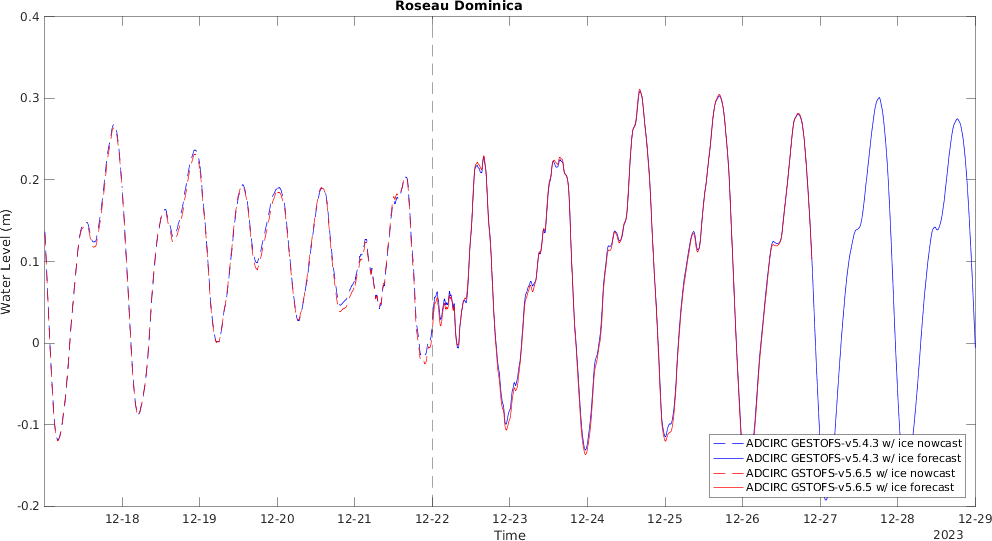 Roseau Dominica
0.4
0.3
0.2
0.1
0
-0.1
-0.2
Water Level (m)
ADCIRC GESTOFS-v5.4.3 w/ ice nowcast
ADCIRC GESTOFS-v5.4.3 w/ ice forecast
ADCIRC GSTOFS-v5.6.5 w/ ice nowcast
ADCIRC GSTOFS-v5.6.5 w/ ice forecast
12-18 12-19 12-20 12-21 12-22 12-23 12-24 12-25 12-26 12-27 12-28 12-29
Time
2023